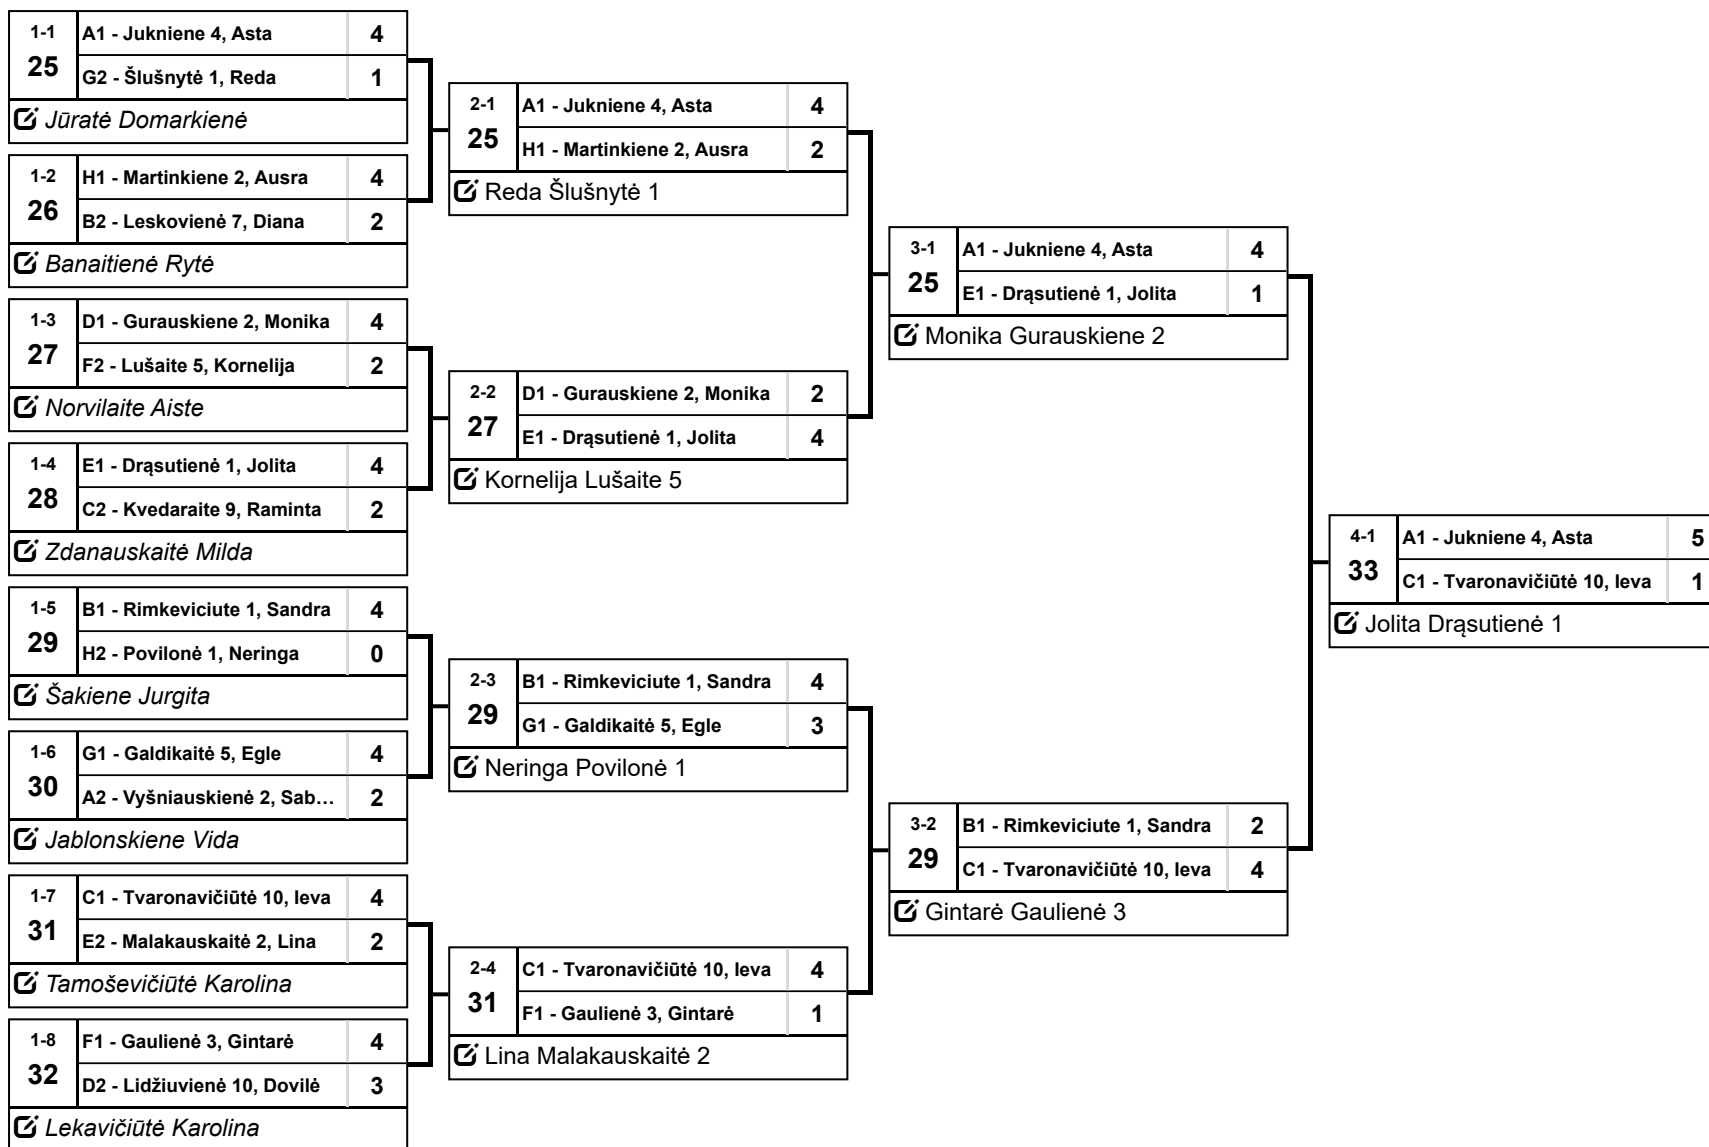 1-1
25
A1 - Jukniene 4, Asta 4
G2 - Šlušnytė 1, Reda 1
Jūratė Domarkienė
1-2
26
H1 - Martinkiene 2, Ausra 4
B2 - Leskovienė 7, Diana 2
Banaitienė Rytė
1-3
27
D1 - Gurauskiene 2, Monika 4
F2 - Lušaite 5, Kornelija 2
Norvilaite Aiste
1-4
28
E1 - Drąsutienė 1, Jolita 4
C2 - Kvedaraite 9, Raminta 2
Zdanauskaitė Milda
1-5
29
B1 - Rimkeviciute 1, Sandra 4
H2 - Povilonė 1, Neringa 0
Šakiene Jurgita
1-6
30
G1 - Galdikaitė 5, Egle 4
A2 - Vyšniauskienė 2, Sab... 2
Jablonskiene Vida
1-7
31
C1 - Tvaronavičiūtė 10, Ieva 4
E2 - Malakauskaitė 2, Lina 2
Tamoševičiūtė Karolina
1-8
32
F1 - Gaulienė 3, Gintarė 4
D2 - Lidžiuvienė 10, Dovilė 3
Lekavičiūtė Karolina
2-1
25
A1 - Jukniene 4, Asta 4
H1 - Martinkiene 2, Ausra 2
Reda Šlušnytė 1
2-2
27
D1 - Gurauskiene 2, Monika 2
E1 - Drąsutienė 1, Jolita 4
Kornelija Lušaite 5
2-3
29
B1 - Rimkeviciute 1, Sandra 4
G1 - Galdikaitė 5, Egle 3
Neringa Povilonė 1
2-4
31
C1 - Tvaronavičiūtė 10, Ieva 4
F1 - Gaulienė 3, Gintarė 1
Lina Malakauskaitė 2
3-1
25
A1 - Jukniene 4, Asta 4
E1 - Drąsutienė 1, Jolita 1
Monika Gurauskiene 2
3-2
29
B1 - Rimkeviciute 1, Sandra 2
C1 - Tvaronavičiūtė 10, Ieva 4
Gintarė Gaulienė 3
4-1
33
A1 - Jukniene 4, Asta 5
C1 - Tvaronavičiūtė 10, Ieva 1
Jolita Drąsutienė 1